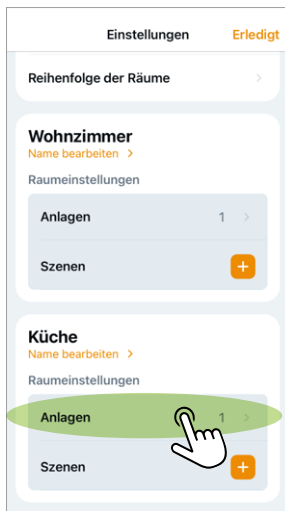 Einstellungen Erledigt
Reihenfolge der Räume
Wohnzimmer
Name bearbeiten
Raumeinstellungen
Anlagen 1
Szenen
Küche
Name bearbeiten
Raumeinstellungen
Anlagen 1
Szenen